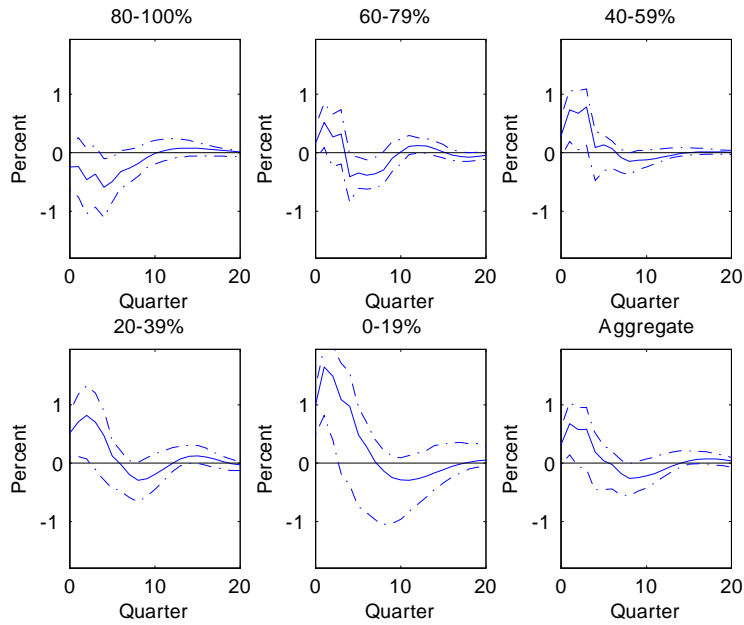 80-100%
60-79%
40-59%
Percent
1
0
-1
Percent
1
0
-1
Percent
1
0
-1
0 10 20
0 10 20
0 10 20
Quarter
Quarter
Quarter
20-39%
0-19%
Aggregate
Percent
1
0
-1
Percent
1
0
-1
Percent
1
0
-1
0 10 20
0 10 20
0 10 20
Quarter
Quarter
Quarter